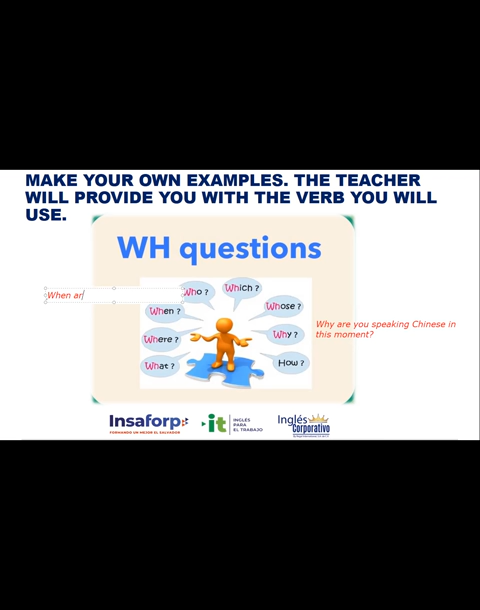 MAKE YOUR OWN EXAMPLES. THE TEACHER
WILL PROVIDE YOU WITH THE VERB YOU WILL
USE.
WH questions
When ar
Who ?
Which ?
When ?
Whose ?
Where ?
Why ?
What ?
How ?
Why are you speaking Chinese in
this moment?
Insaforp
FORMANDO UN MEJOR EL SALVADOR
it
INGLÉS
PARA
EL TRABAJO
Inglés
Corporativo